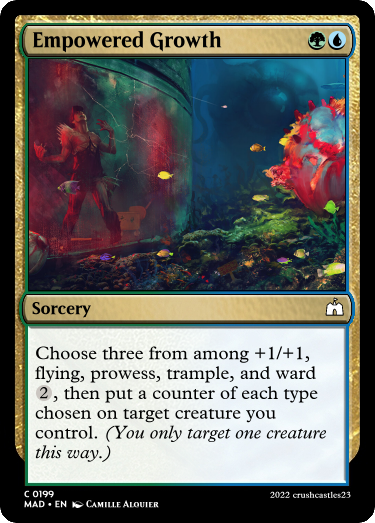 Empowered Growth
Sorcery
Choose three from among +1/+1,
flying, prowess, trample, and ward
2, then put a counter of each type
chosen on target creature you
control. (You only target one creature
this way.)
C 0199
MAD • EN Camille Alquier
2022 crushcastles23